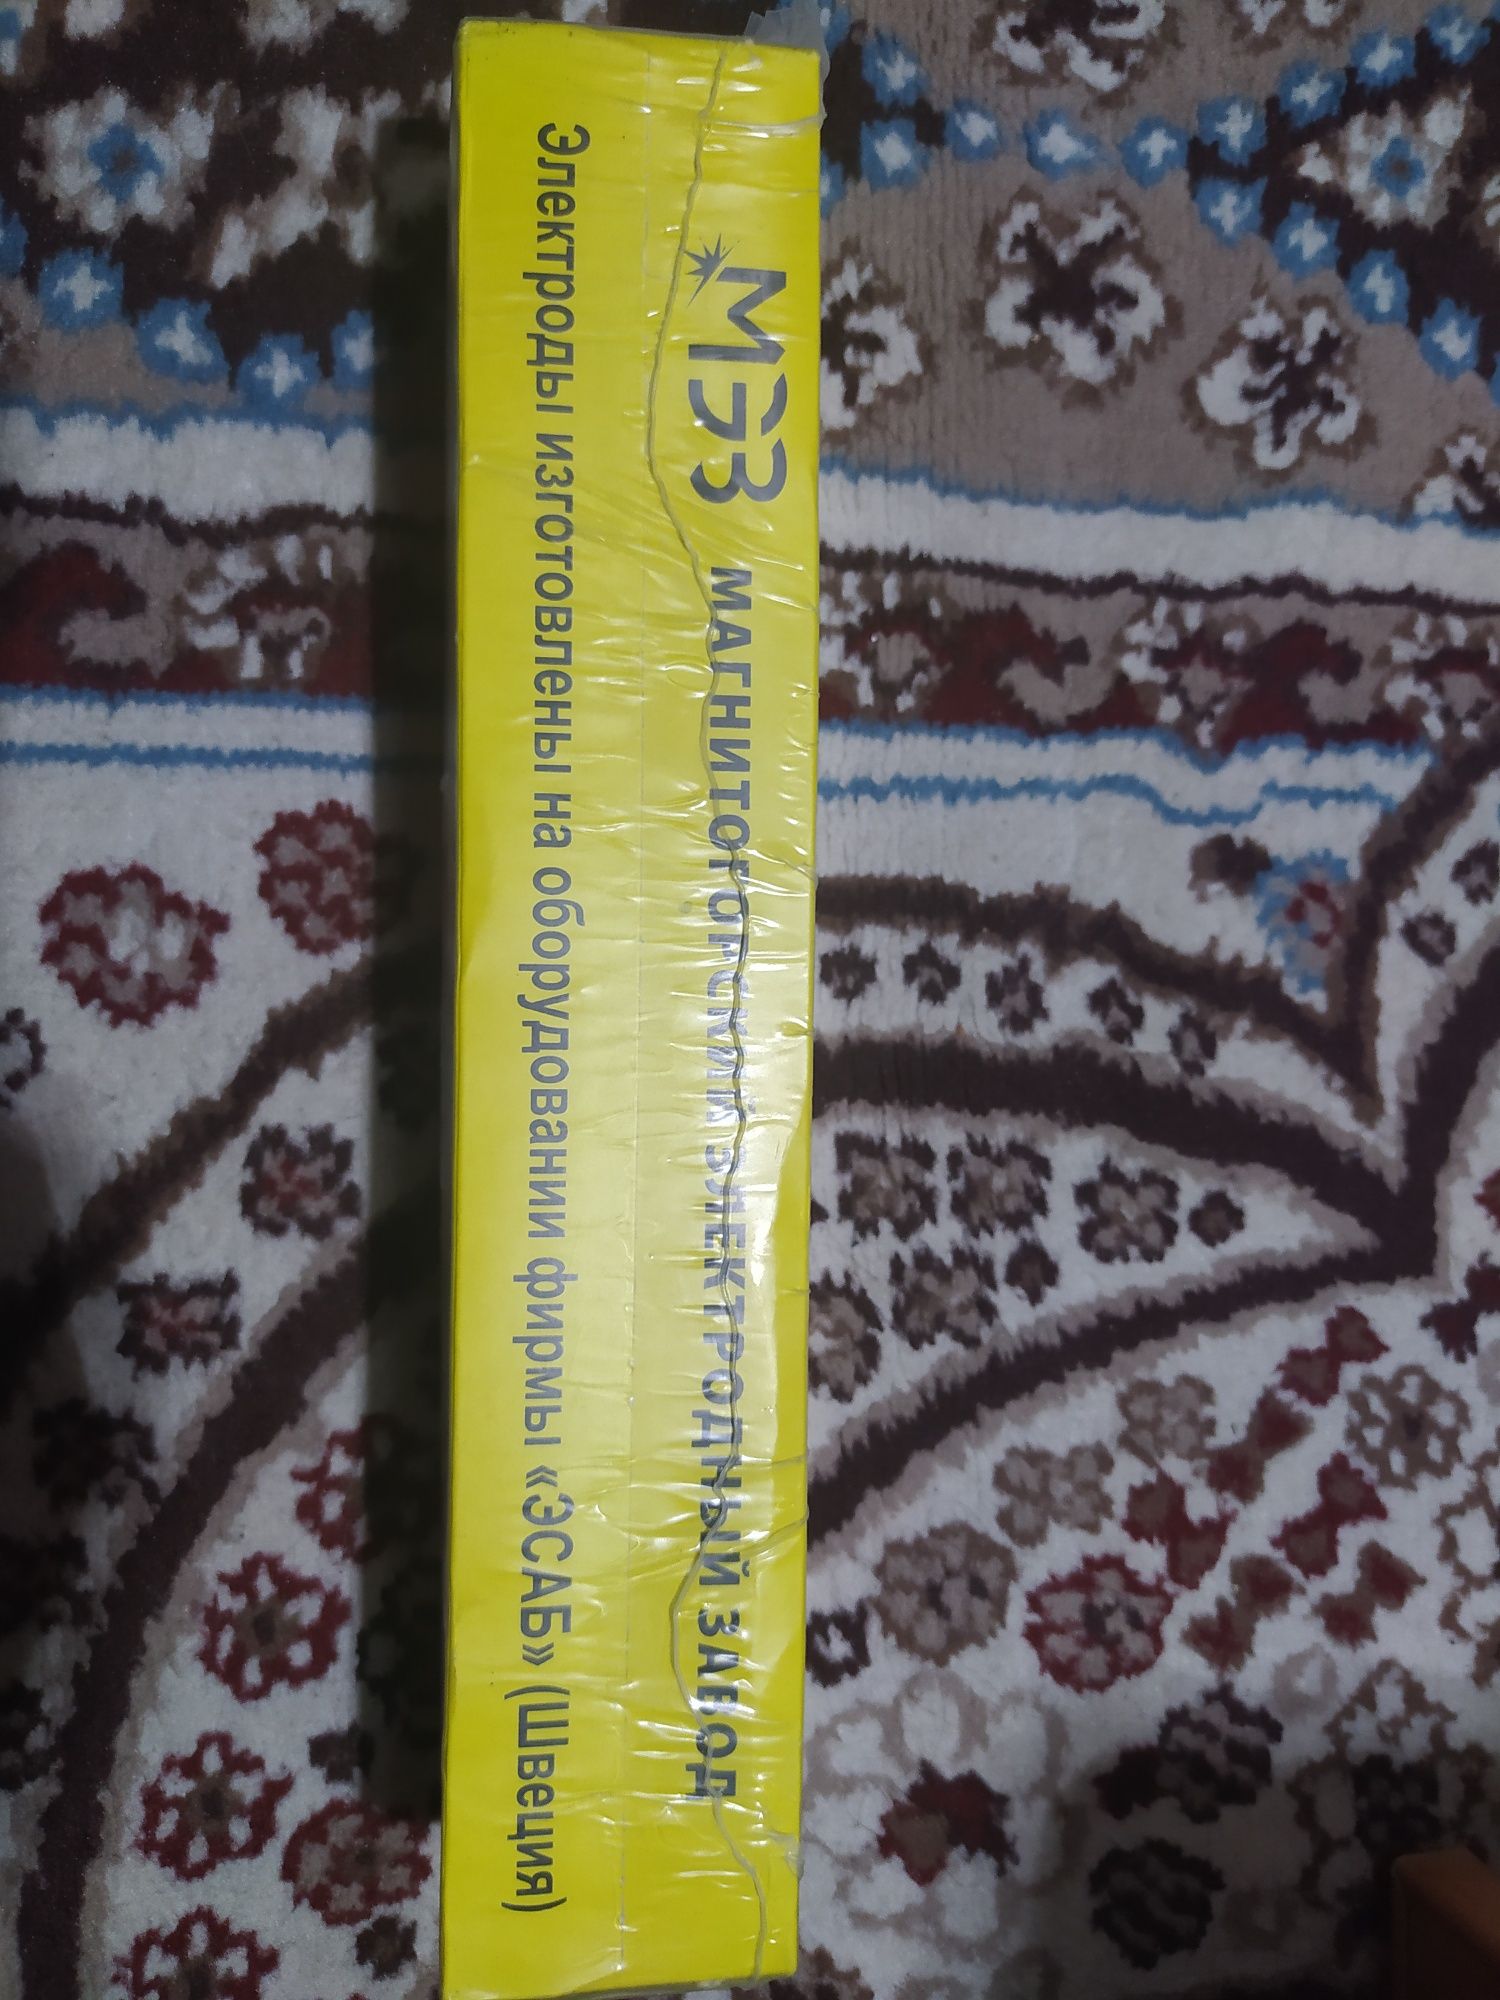 МЭЗ МАГНИТОГОРСКИЙ ЭЛЕКТРОДНЫЙ ЗАВОД
Электроды изготовлены на оборудовании фирмы «ЭСАБ» (Швеция)